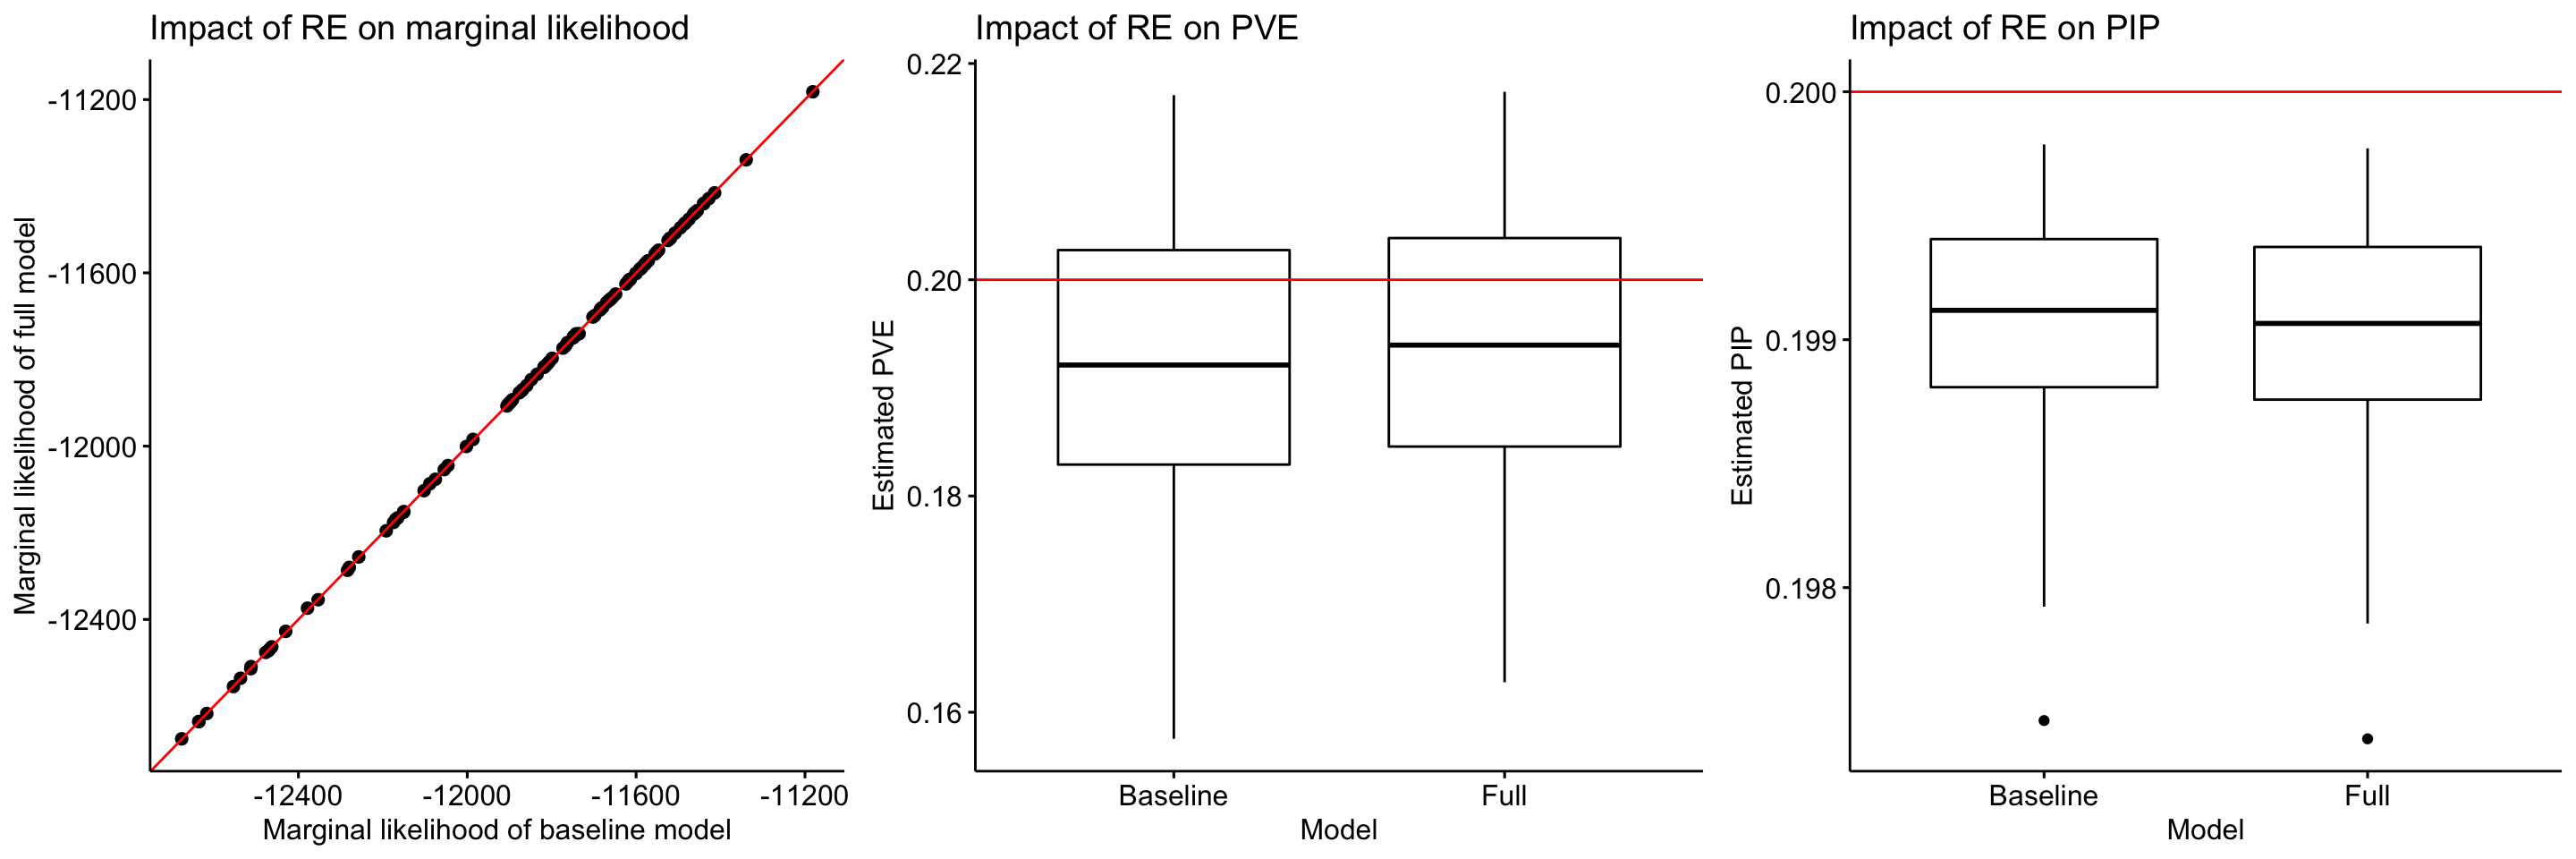 Impact of RE on marginal likelihood
Marginal likelihood of full model
-11200
-11600
-12000
-12400
-12400 -12000 -11600 -11200
Marginal likelihood of baseline model
Impact of RE on PVE
Estimated PVE
0.22
0.20
0.18
0.16
Baseline Full
Model
Impact of RE on PIP
Estimated PIP
0.200
0.199
0.198
Baseline Full
Model